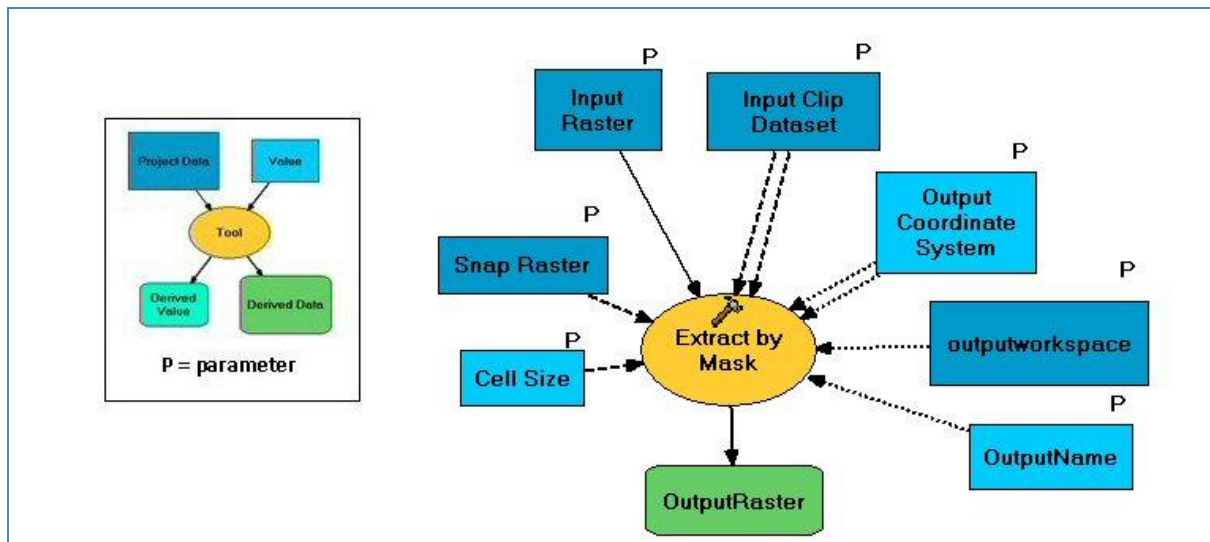 Project Data
Value
Tool
Derived
Value
Derived Data
P = parameter
P
Input
Raster
P
Input Clip
Dataset
P
Output
Coordinate
System
P
Snap Raster
P
outputworkspace
P
Cell Size
Extract by
Mask
P
OutputName
OutputRaster